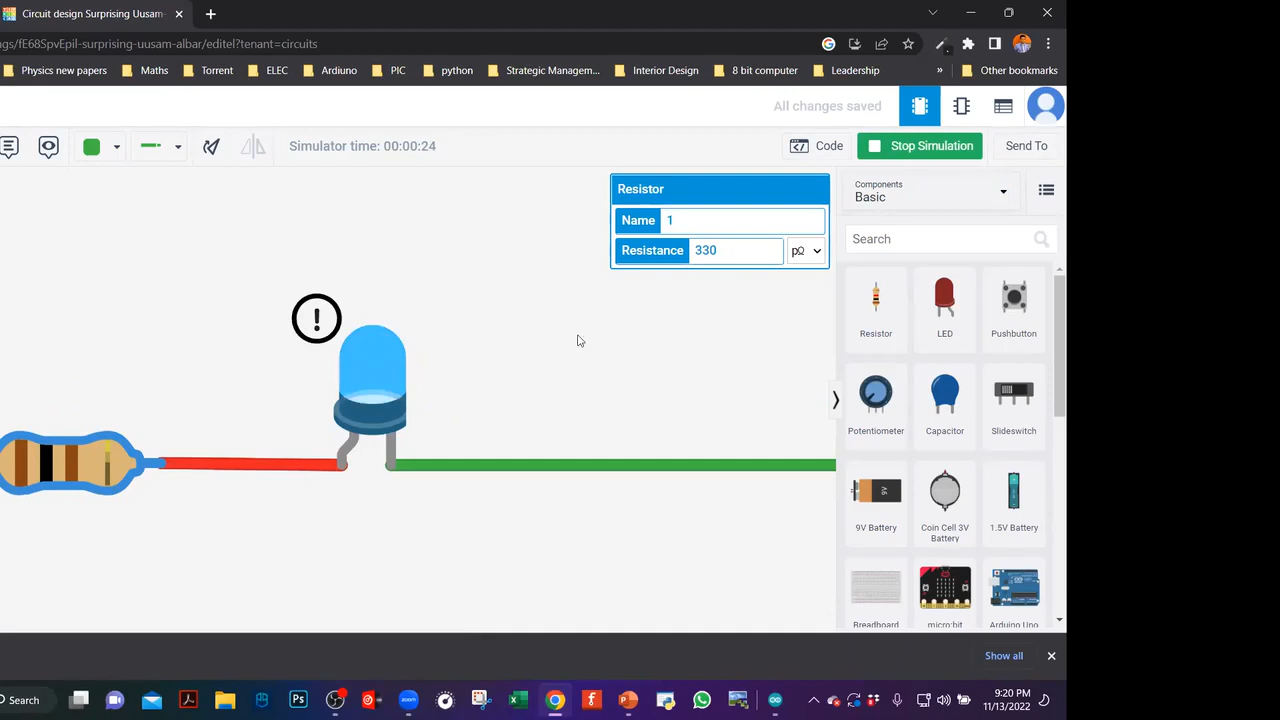 Circuit design Surprising Uusam-
gs/fE68SpvEpil-surprising-uusam-albar/editel?tenant=circuits
Physics new papers Maths Torrent ELEC Arduino PIC python Strategic Managem... Interior Design 8 bit computer Leadership » Other bookmarks
All changes saved
Simulator time: 00:00:24
Code
Stop Simulation
Send To
Resistor
Name 1
Resistance 330 pΩ
Components
Basic
Search
Resistor LED Pushbutton
Potentiometer Capacitor Slideswitch
9V
9V Battery Coin Cell 3V Battery 1.5V Battery
Breadboard micro:bit Arduino Uno
!
Show all
Search
9:20 PM
11/13/2022